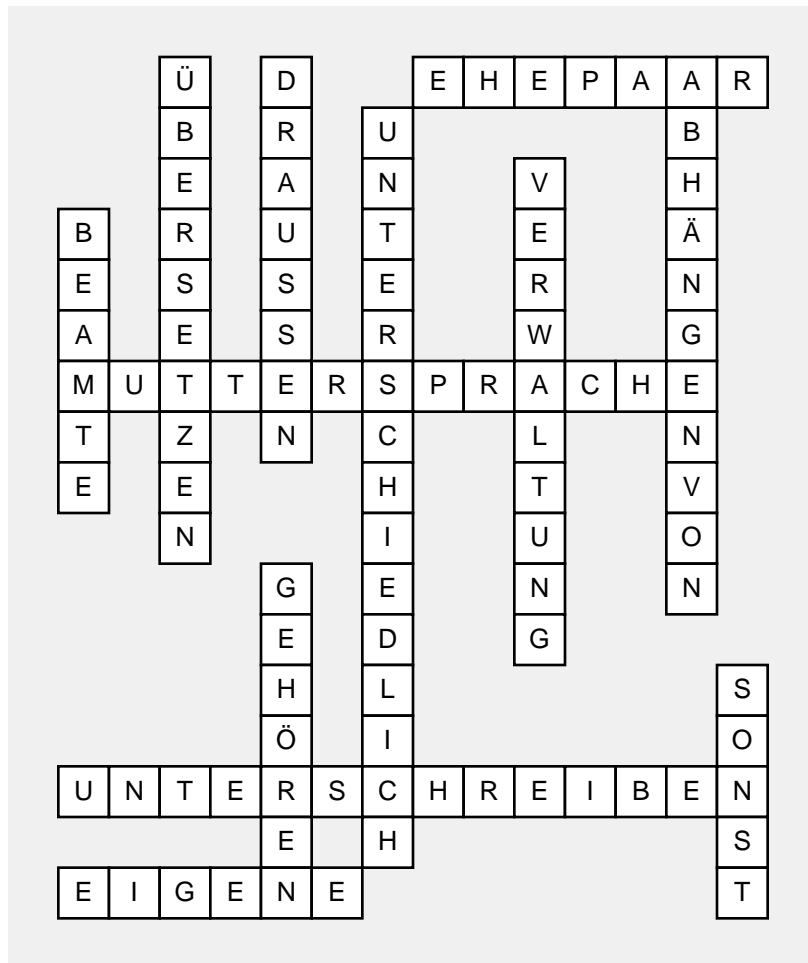 EHEPAAR
ÜBERSETZEN
DRAUSSEN
ABHÄNGENVON
UNTERSCHIEDLICH
VERWALTUNG
BEAMTE
MUTTERSPRACHE
GEHÖREN
SONST
UNTERSCHREIBEN
EIGENE